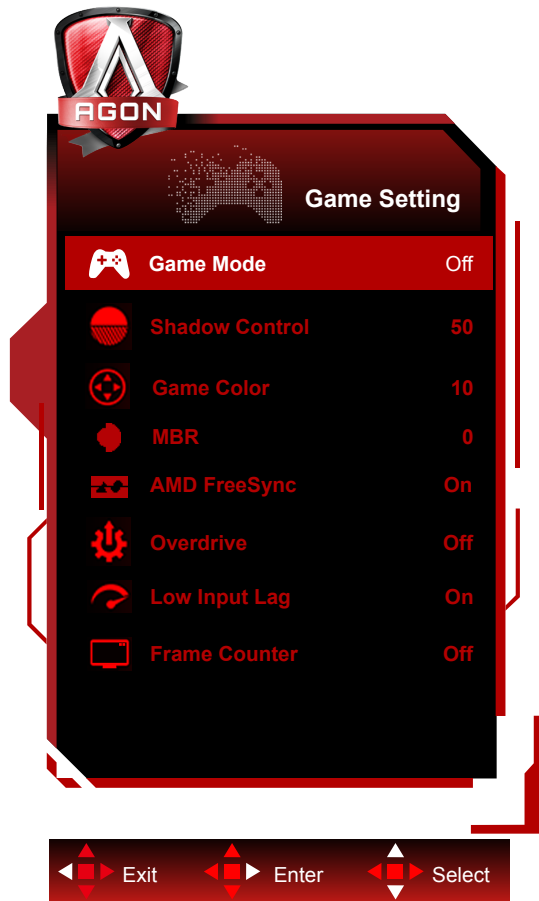 AGON
Game Setting
Game Mode Off
Shadow Control 50
Game Color 10
MBR 0
AMD FreeSync On
Overdrive Off
Low Input Lag On
Frame Counter Off
Exit Enter Select